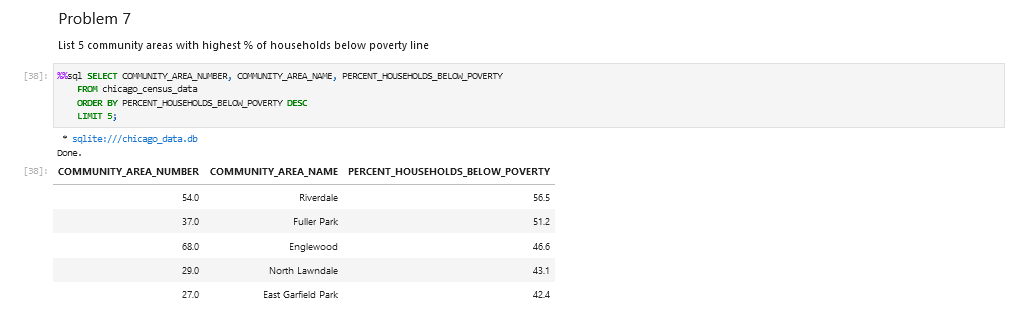 Problem 7
List 5 community areas with highest % of households below poverty line
[38]: %%sql SELECT COMMUNITY_AREA_NUMBER, COMMUNITY_AREA_NAME, PERCENT_HOUSEHOLDS_BELOW_POVERTY
FROM chicago_census_data
ORDER BY PERCENT_HOUSEHOLDS_BELOW_POVERTY DESC
LIMIT 5;
* sqlite:///chicago_data.db
Done.
[38]: COMMUNITY_AREA_NUMBER COMMUNITY_AREA_NAME PERCENT_HOUSEHOLDS_BELOW_POVERTY
54.0 Riverdale 56.5
37.0 Fuller Park 51.2
68.0 Englewood 46.6
29.0 North Lawndale 43.1
27.0 East Garfield Park 42.4